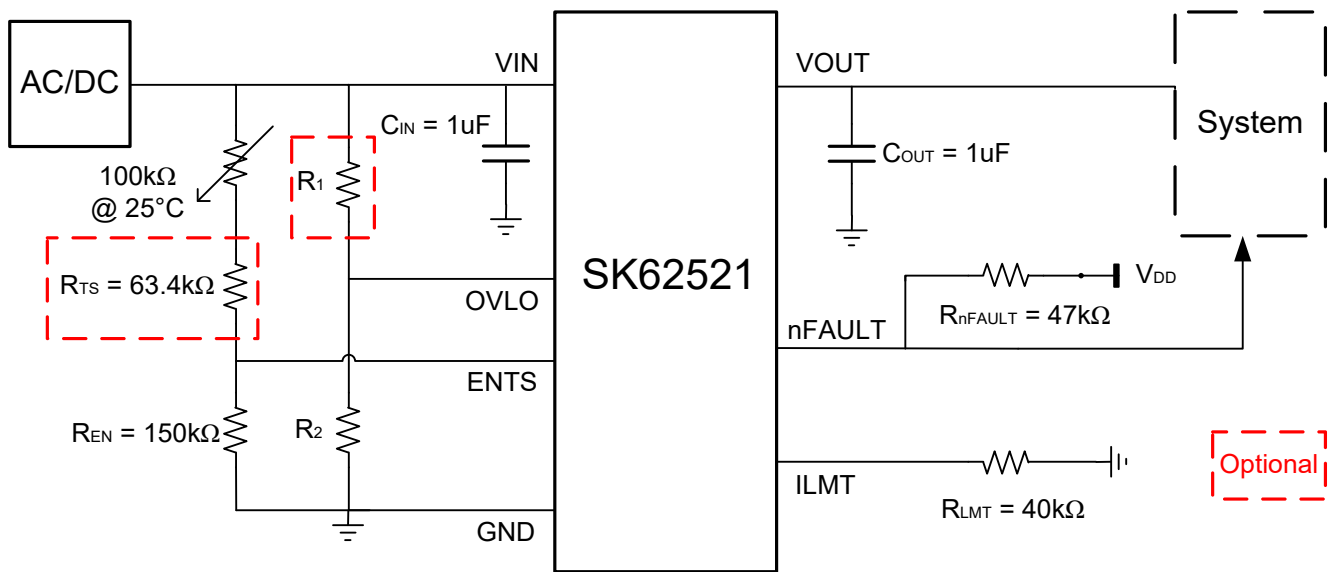 AC/DC
VIN
VOUT
System
CIN = 1uF
COUT = 1uF
100kΩ
@ 25°C
R1
RTS = 63.4kΩ
SK62521
OVLO
VDD
RnFAULT = 47kΩ
nFAULT
ENTS
REN = 150kΩ
R2
ILMT
RLMT = 40kΩ
Optional
GND